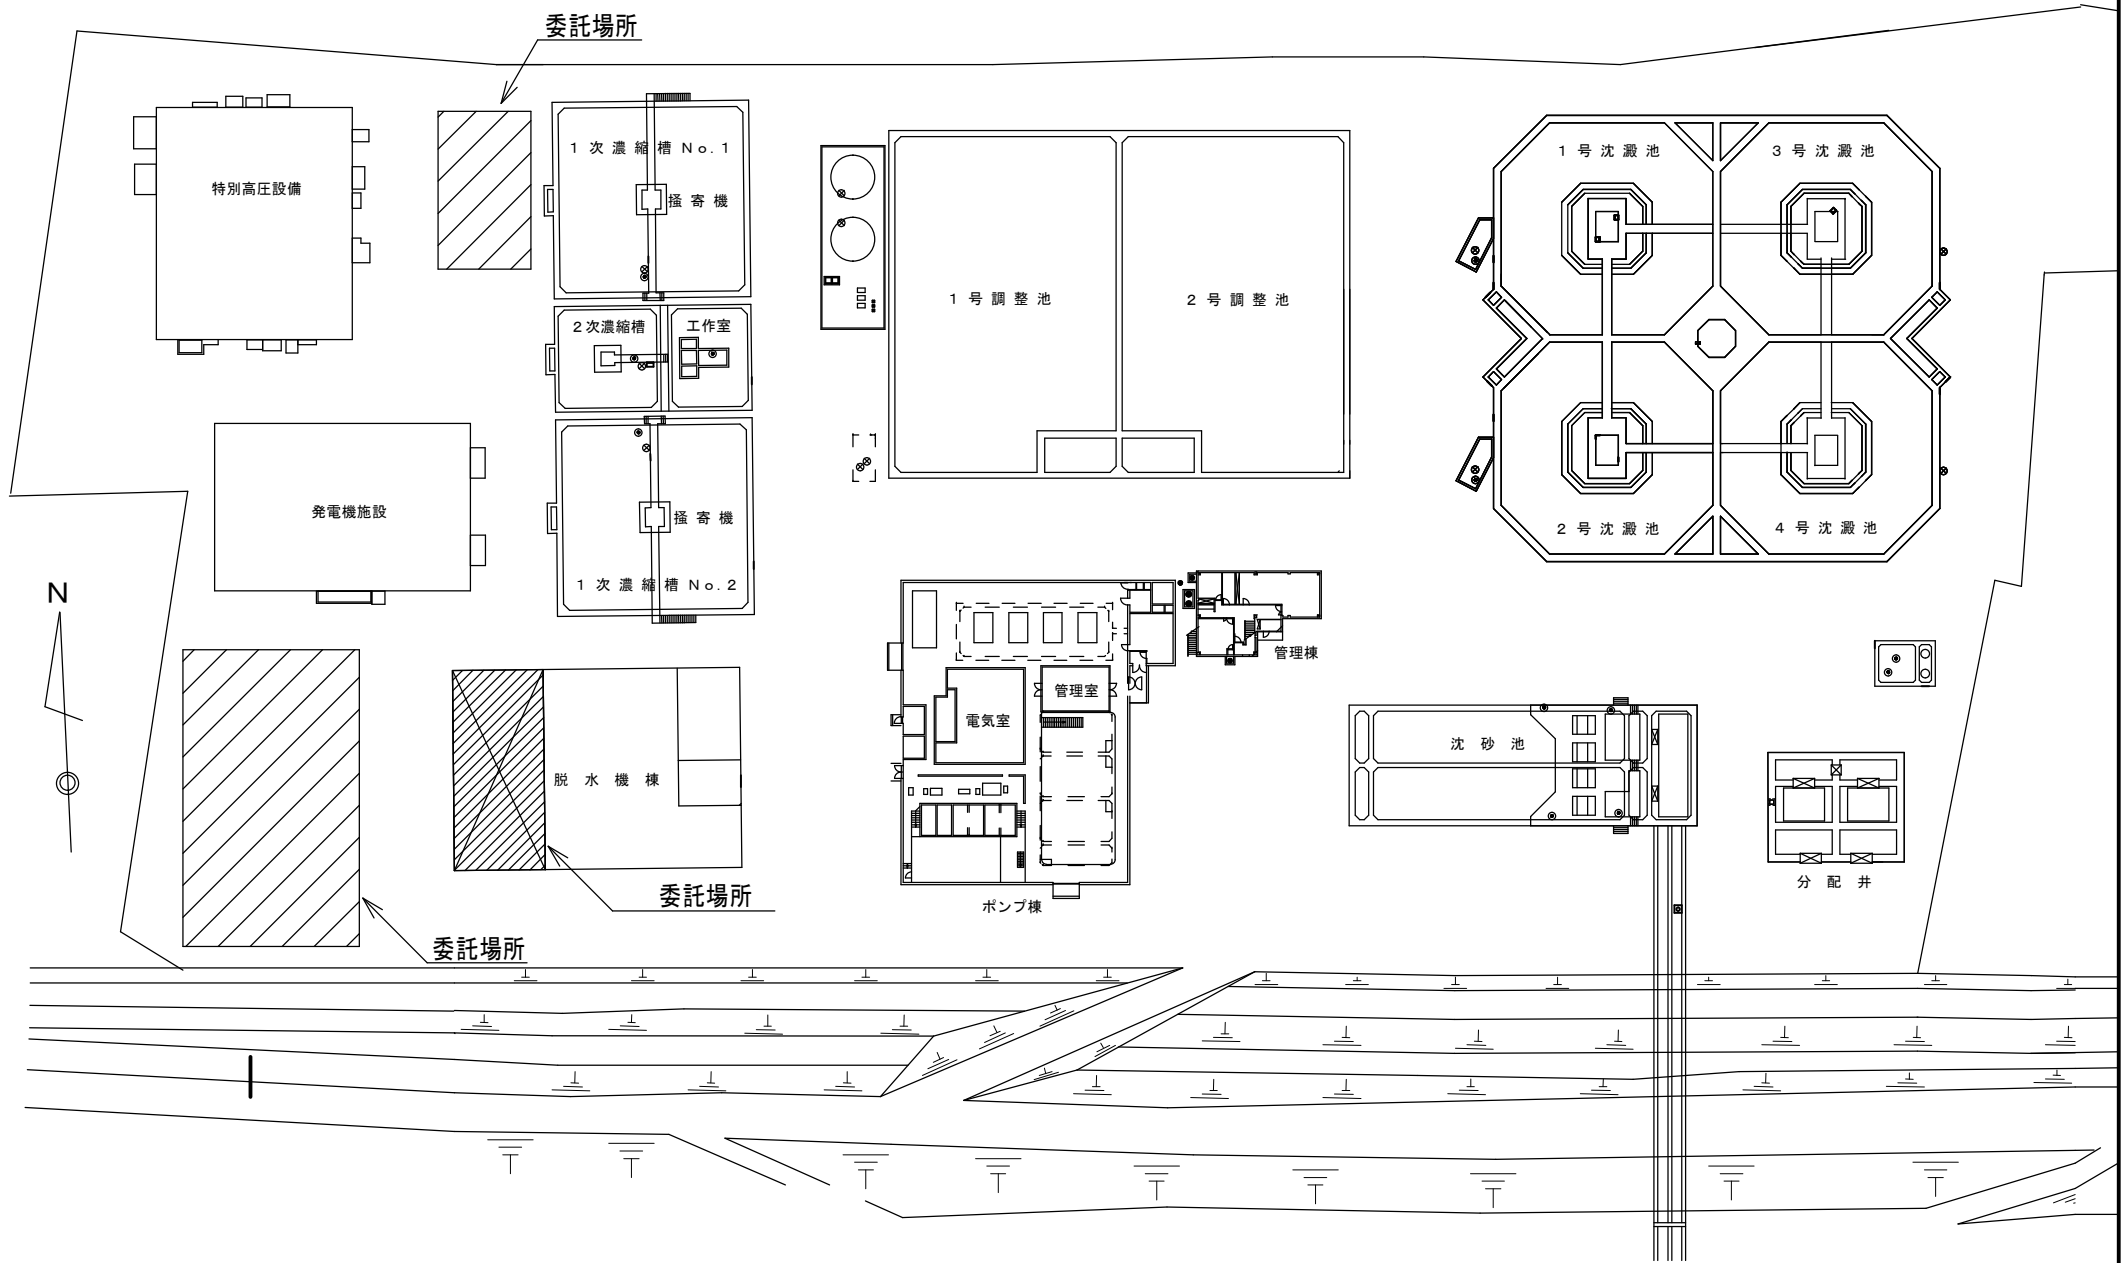 委託場所
1次濃縮槽No.1
1号沈澱池
3号沈澱池
特別高圧設備
掻寄機
1号調整池
2号調整池
2次濃縮槽
工作室
発電機施設
掻寄機
2号沈澱池
4号沈澱池
1次濃縮槽No.2
N
管理棟
管理室
電気室
沈砂池
脱水機棟
分配井
委託場所
ポンプ棟
委託場所